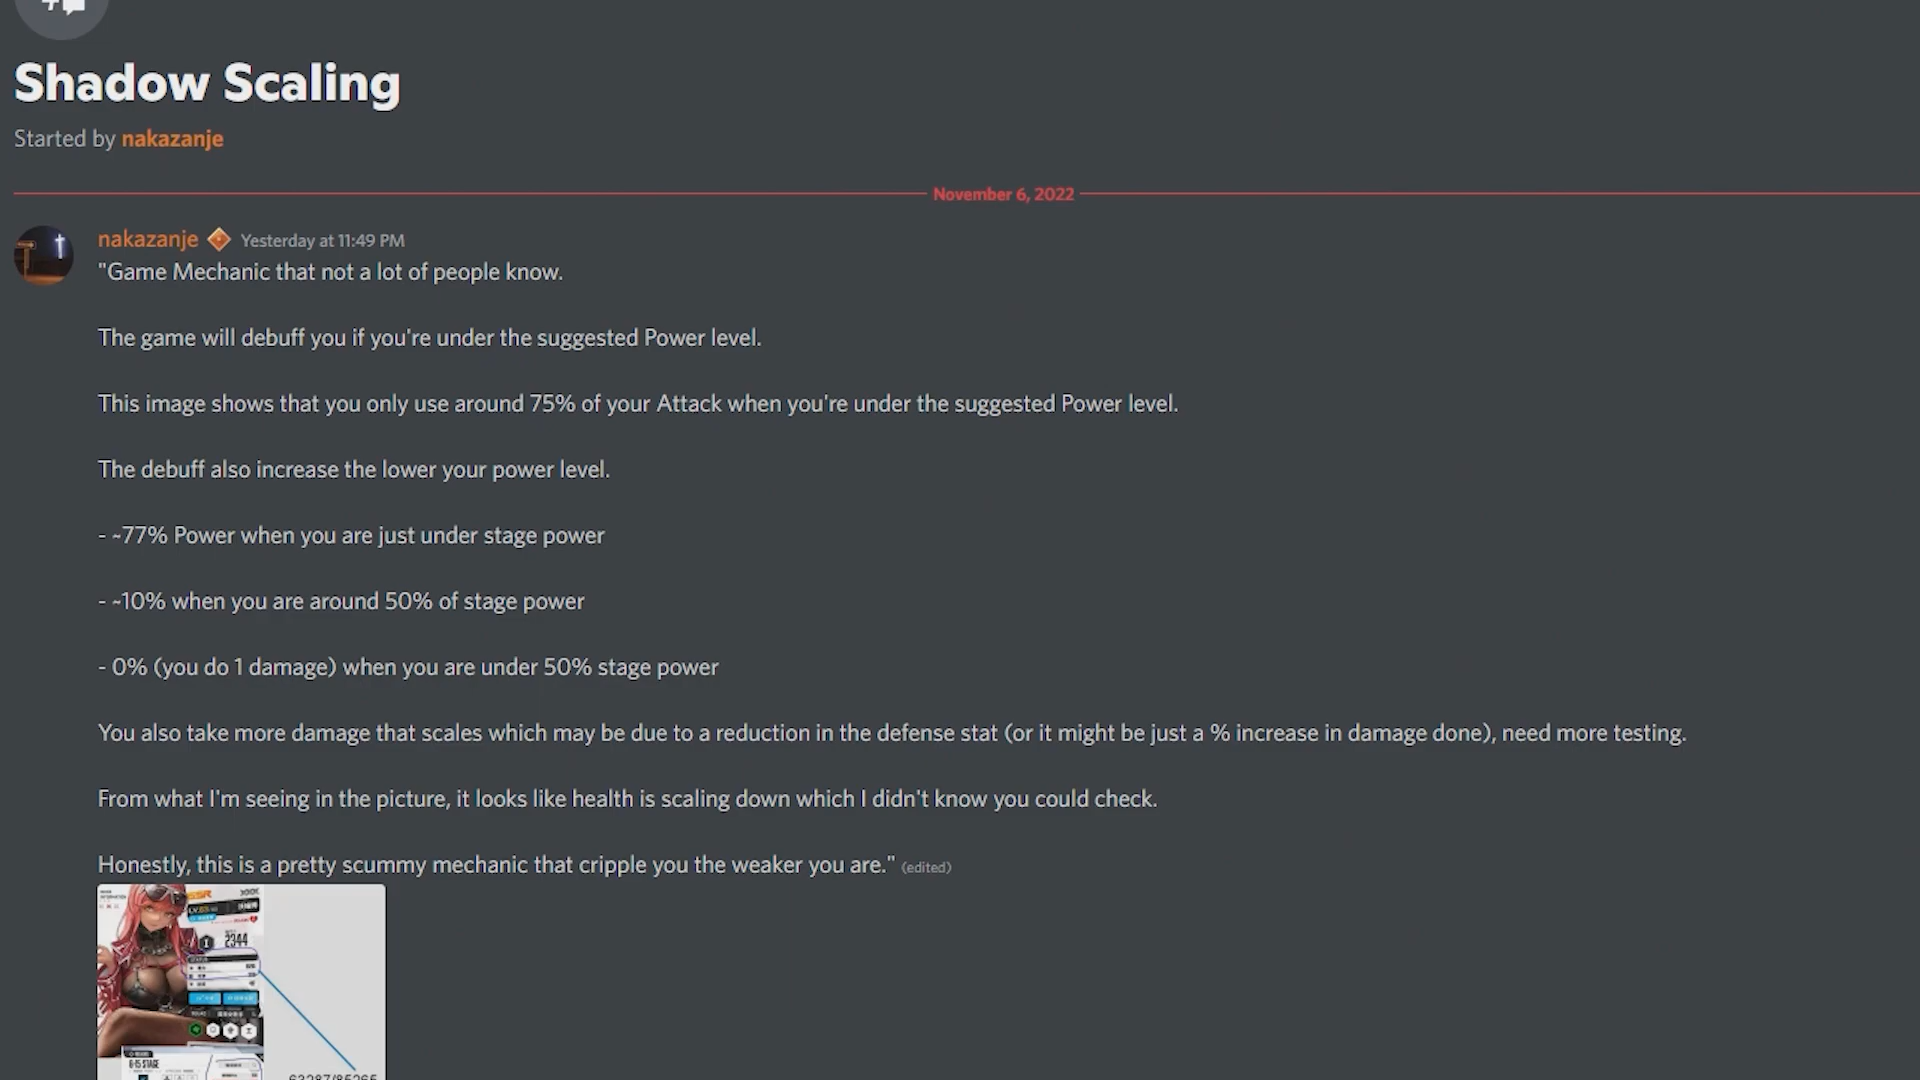 Shadow Scaling
Started by nakazanje
November 6, 2022
nakazanje Yesterday at 11:49 PM
"Game Mechanic that not a lot of people know.
The game will debuff you if you're under the suggested Power level.
This image shows that you only use around 75% of your Attack when you're under the suggested Power level.
The debuff also increase the lower your power level.
- ~77% Power when you are just under stage power
- ~10% when you are around 50% of stage power
- 0% (you do 1 damage) when you are under 50% stage power
You also take more damage that scales which may be due to a reduction in the defense stat (or it might be just a % increase in damage done), need more testing.
From what I'm seeing in the picture, it looks like health is scaling down which I didn't know you could check.
Honestly, this is a pretty scummy mechanic that cripple you the weaker you are." (edited)
SSR
2344
6-15 STAGE
63287/85265